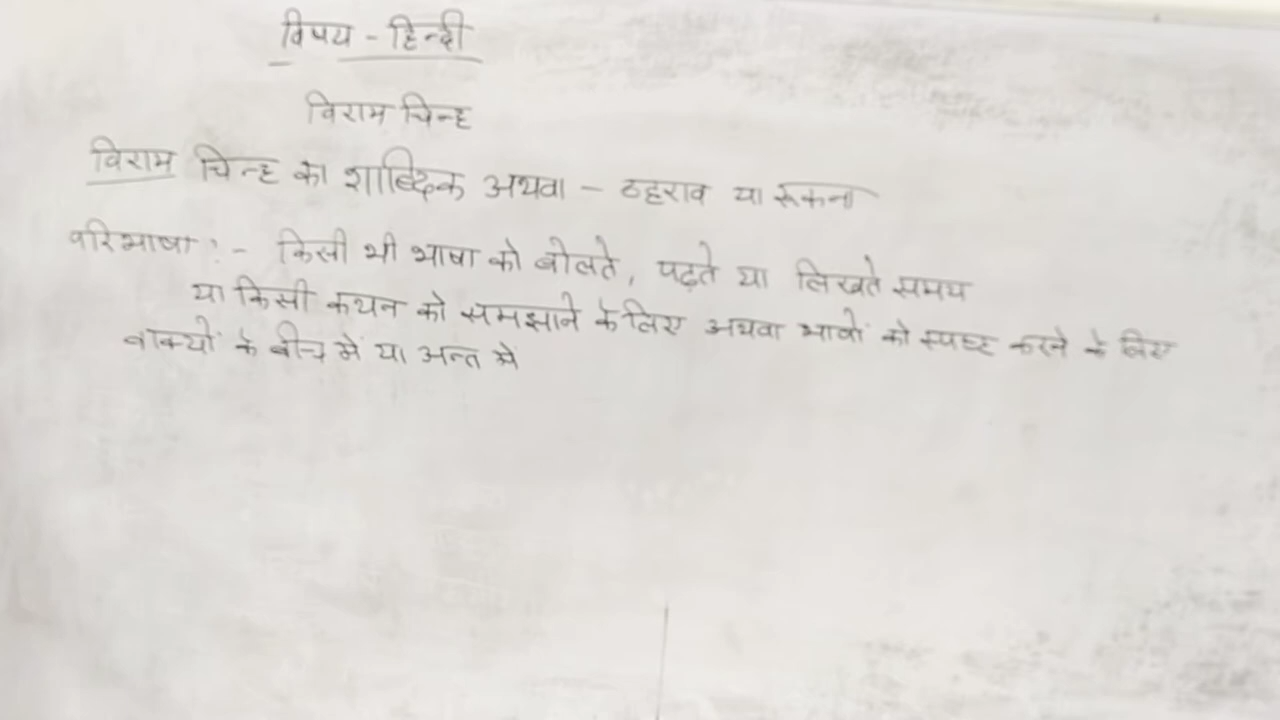 विषय - हिन्दी
विराम चिन्ह
विराम चिन्ह का शाब्दिक अथवा - ठहराव या रूकना
परिभाषा :- किसी भी भाषा को बोलते, पढ़ते या लिखते समय
या किसी कथन को समझाने के लिए अथवा भावों को स्पष्ट करने के लिए
वाक्यों के बीच में या अन्त में